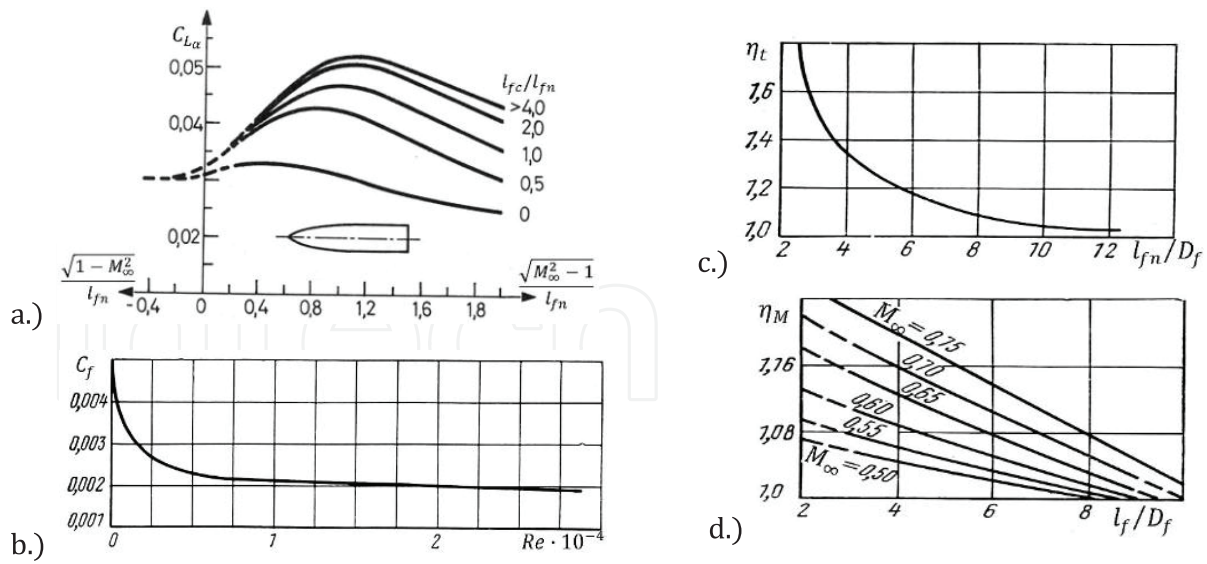 C_{Lα}
0,05
0,04
0,02
l_{fc}/l_{fn}
>4,0
2,0
1,0
0,5
0
√(1 − M²∞)
l_{fn}
-0,4
0
0,4
0,8
1,2
1,6
1,8
√(M²∞ − 1)
l_{fn}
a.)
C_f
0,004
0,003
0,002
0,001
0
1
2
Re · 10⁻⁴
b.)
η_t
1,6
1,4
1,2
1,0
2
4
6
8
10
12
l_{fn}/D_f
c.)
η_M
1,16
1,08
1,0
M∞ = 0,75
0,70
0,65
0,60
0,55
M∞ = 0,50
2
4
6
8
l_f/D_f
d.)